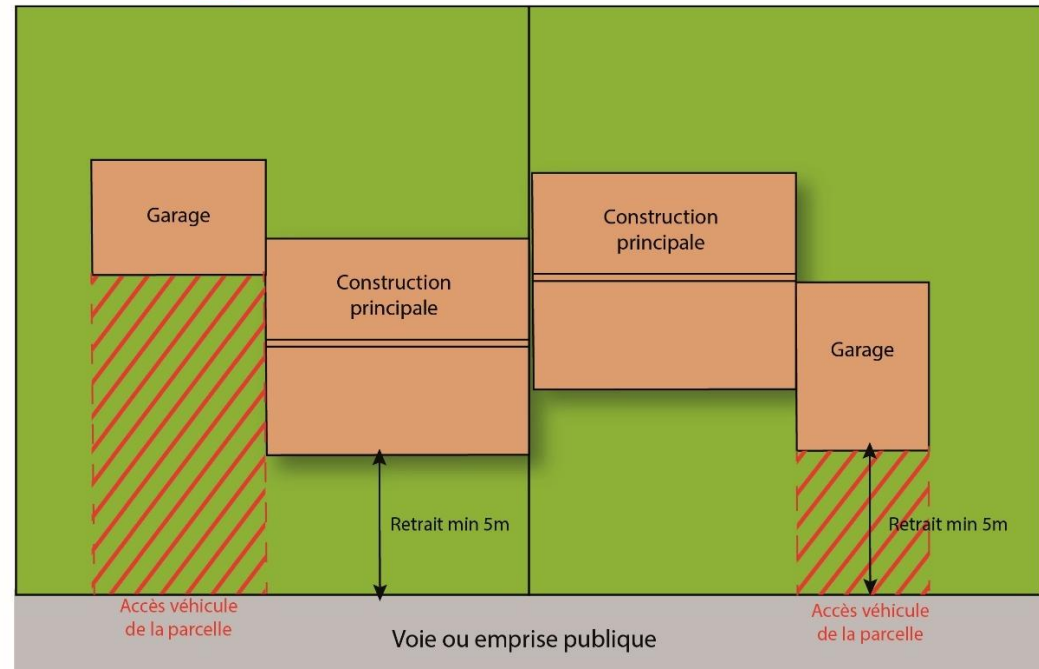 Garage
Construction
principale
Construction
principale
Garage
Retrait min 5m
Retrait min 5m
Accès véhicule
de la parcelle
Accès véhicule
de la parcelle
Voie ou emprise publique